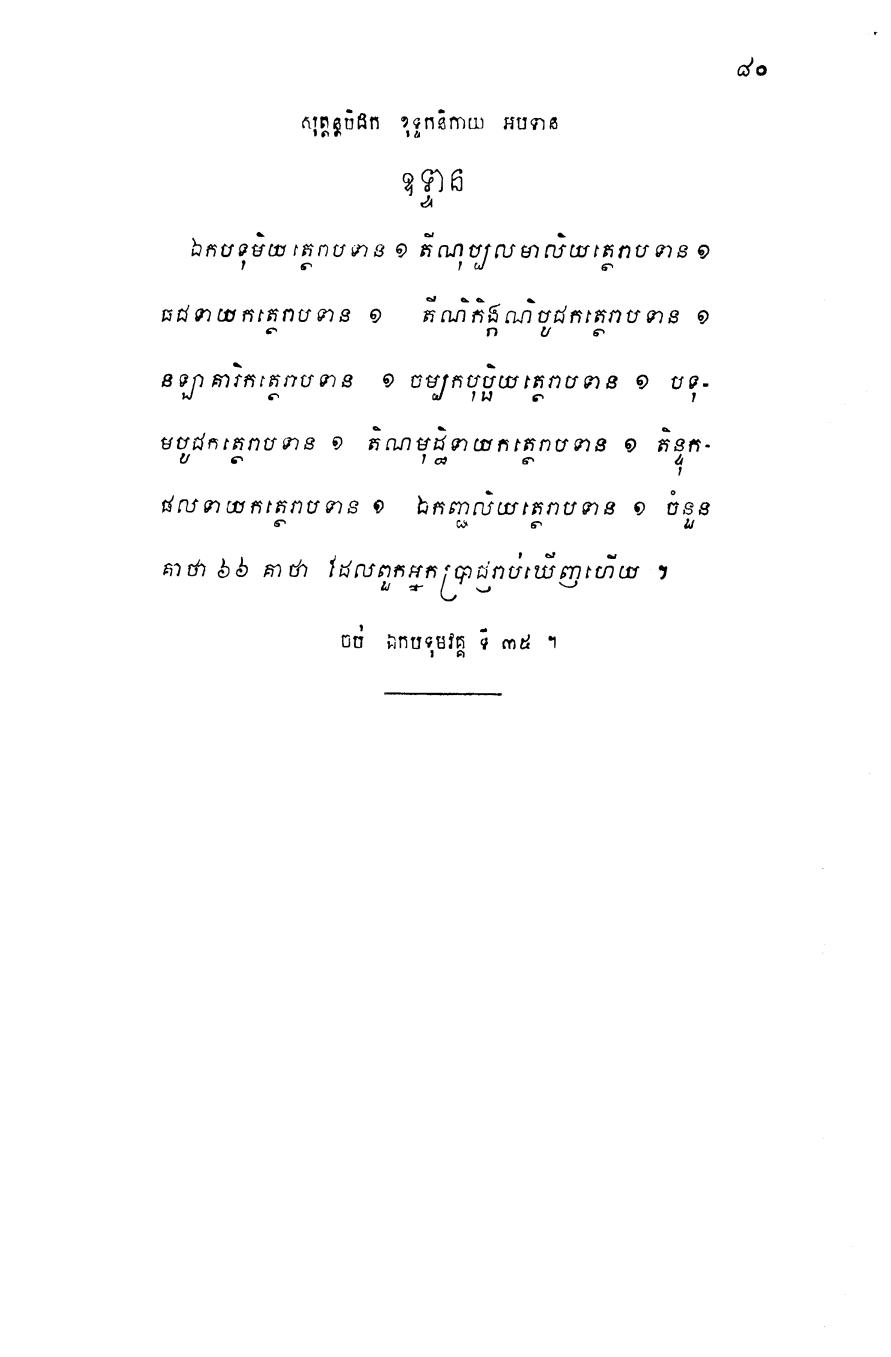 ៨០
សុត្តន្តបិដក ខុទ្ទកនិកាយ អបទាន
ឧទ្ទាន
ឯកបទុមិយត្ថេរាបទាន ១ តីណុប្បលមាលិយត្ថេរាបទាន ១
ធជទាយកត្ថេរាបទាន ១ តីណិកិង្កណិបូជកត្ថេរាបទាន ១
នឡាគារិកត្ថេរាបទាន ១ ចម្បកបុប្ផិយត្ថេរាបទាន ១ បទុ-
មបូជកត្ថេរាបទាន ១ តិណមុដ្ឋិទាយកត្ថេរាបទាន ១ តិន្ទុក-
ផលទាយកត្ថេរាបទាន ១ ឯកញ្ជលិយត្ថេរាបទាន ១ ចំនួន
គាថា ៦៦ គាថា ដែលពួកអ្នកប្រាជ្ញរាប់ឃើញហើយ ។
ចប់ ឯកបទុមវគ្គ ទី ៣៥ ។